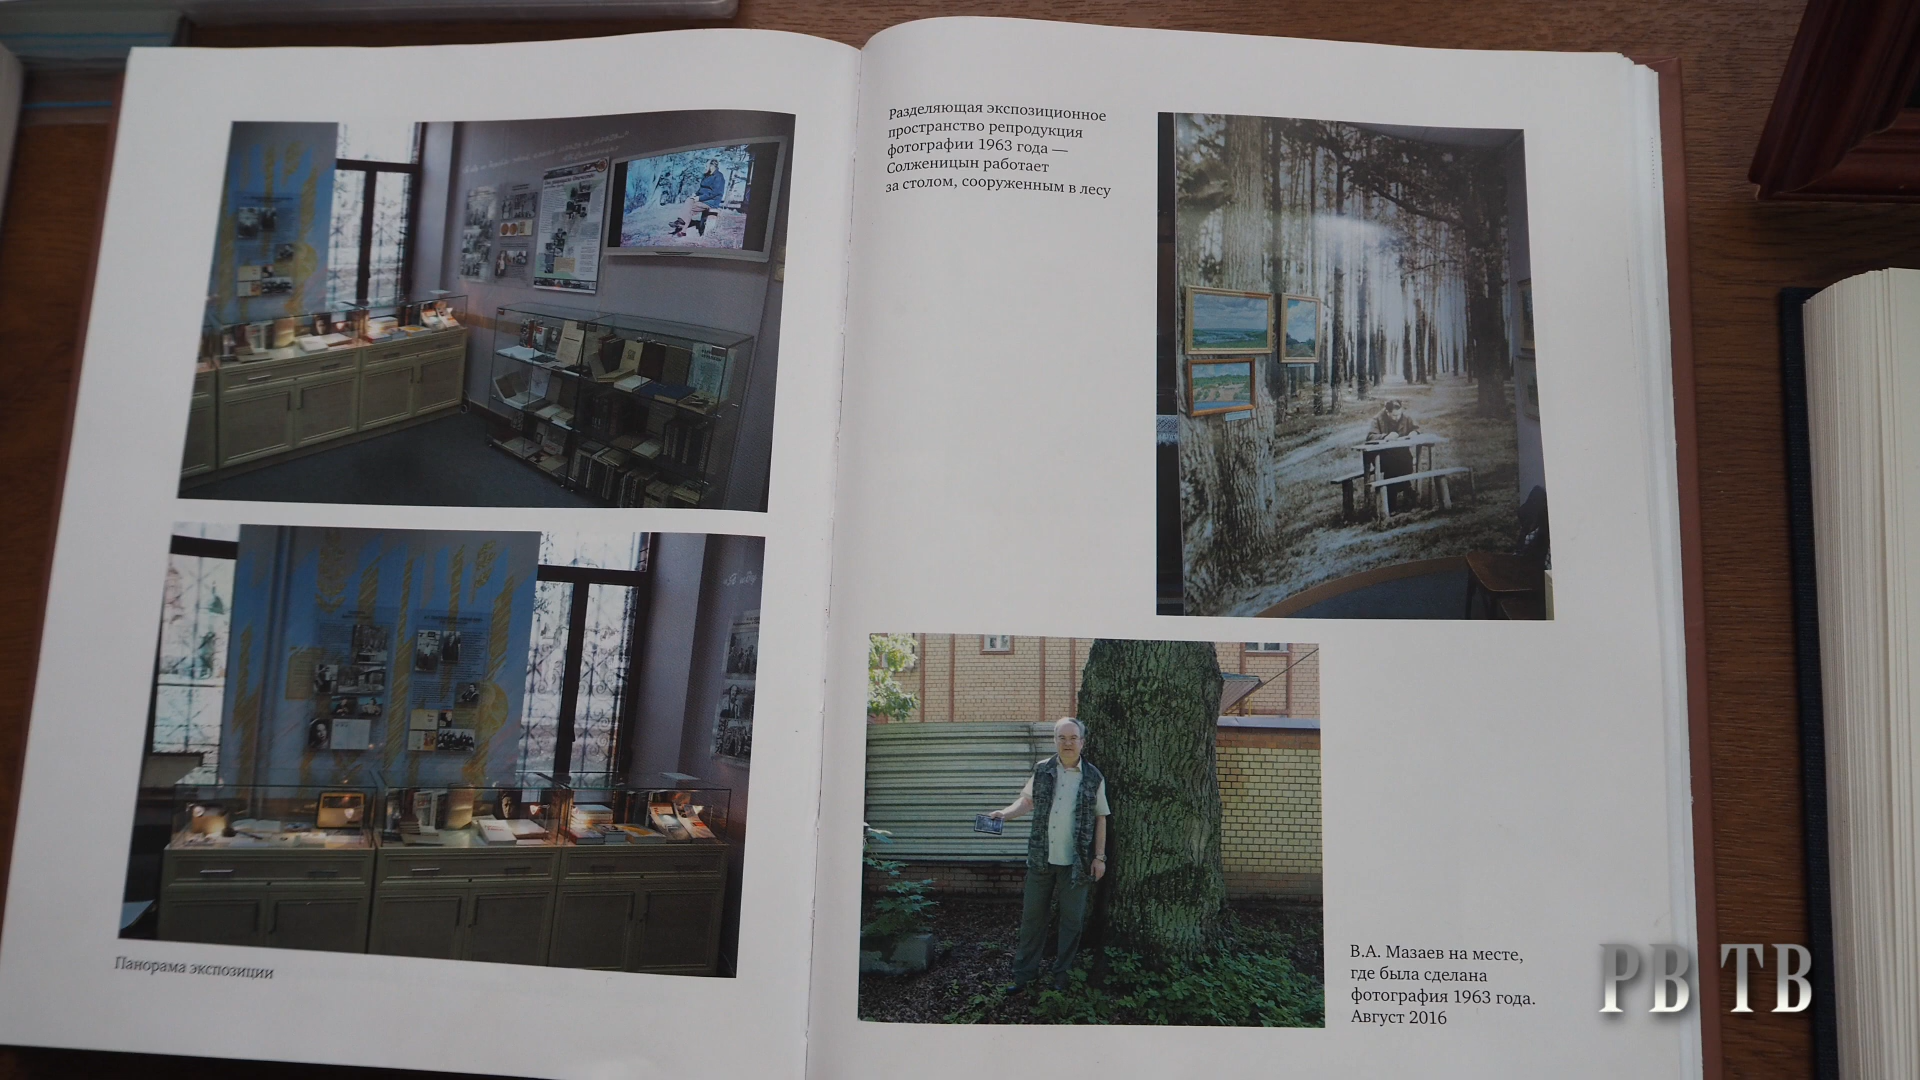 Разделяющая экспозиционное
пространство репродукция
фотографии 1963 года —
Солженицын работает
за столом, сооруженным в лесу
Панорама экспозиции
В.А. Мазаев на месте,
где была сделана
фотография 1963 года.
Август 2016
РВ ТВ